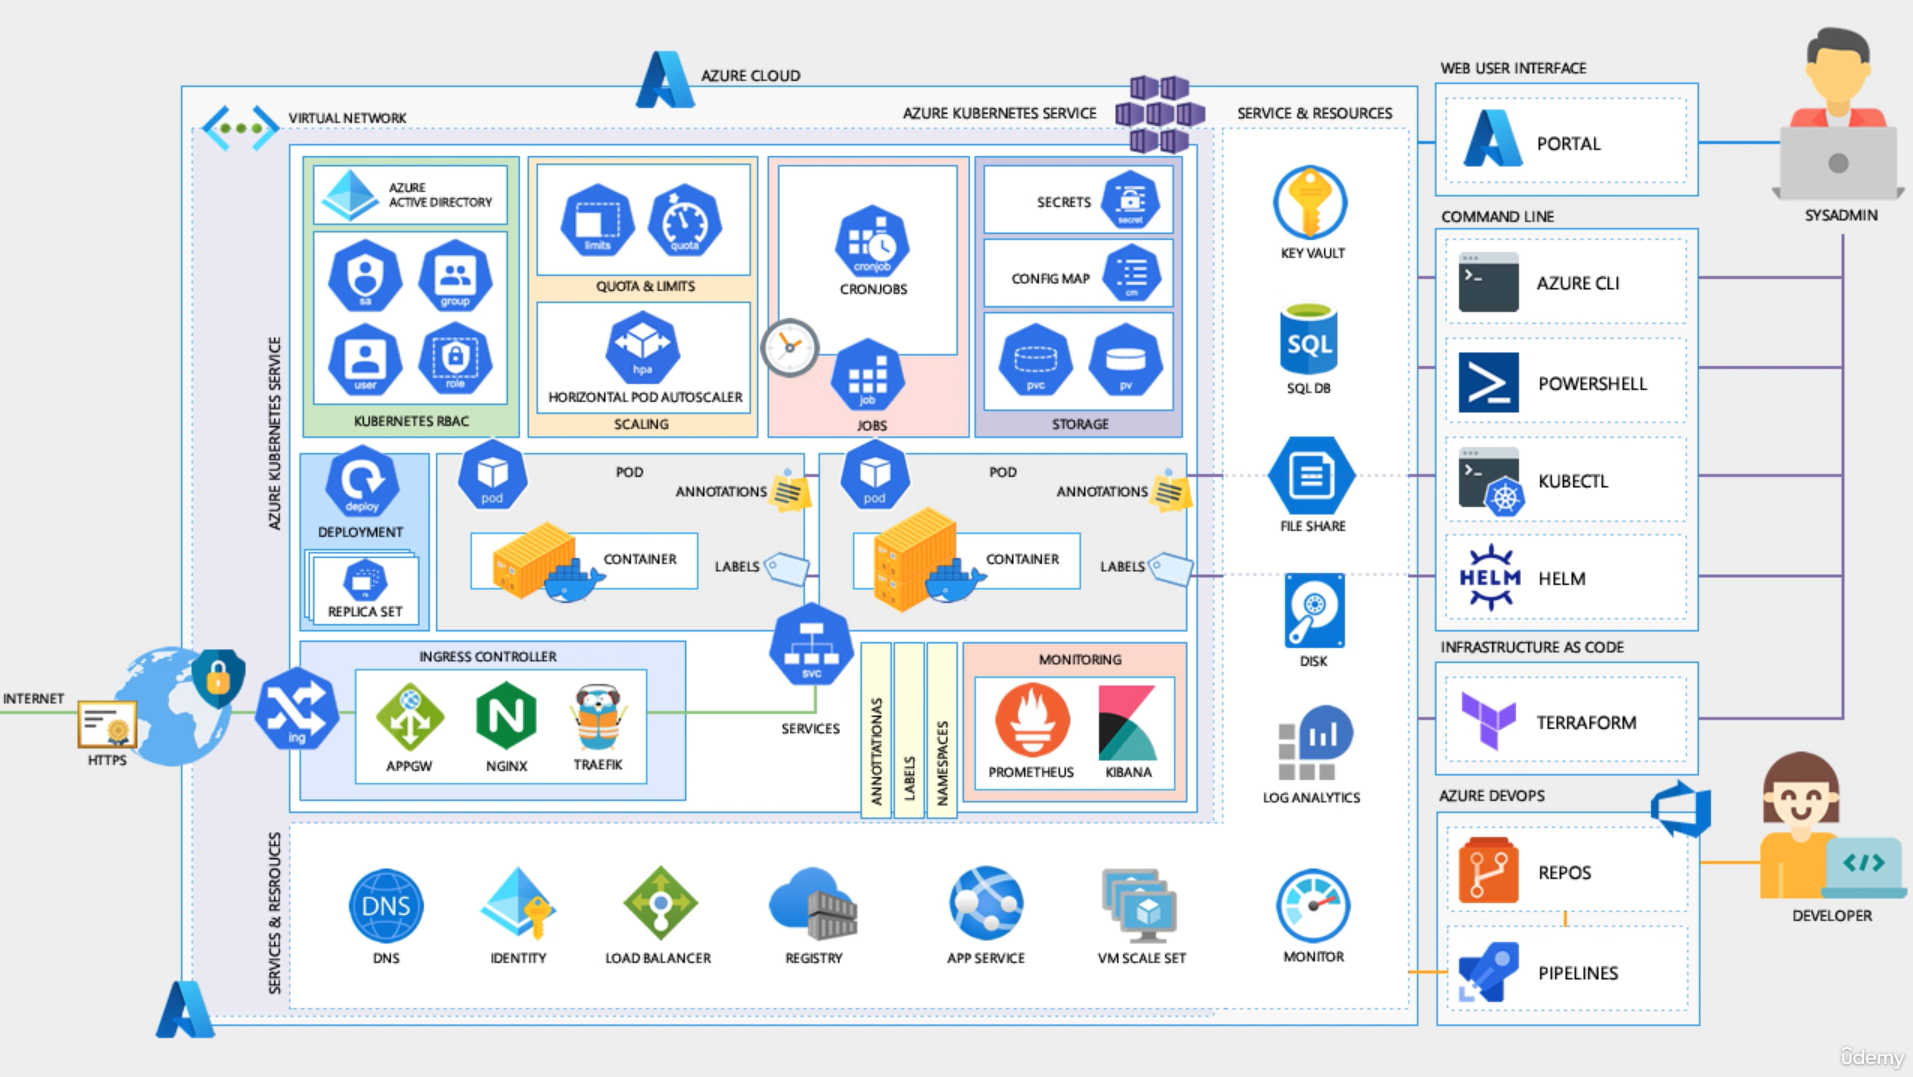 AZURE CLOUD
WEB USER INTERFACE
VIRTUAL NETWORK
AZURE KUBERNETES SERVICE
SERVICE & RESOURCES
PORTAL
SYSADMIN
AZURE
ACTIVE DIRECTORY
sa
group
user
role
KUBERNETES RBAC
limits
quota
QUOTA & LIMITS
hpa
HORIZONTAL POD AUTOSCALER
SCALING
cronjob
CRONJOBS
job
JOBS
SECRETS
secret
CONFIG MAP
cm
pvc
pv
STORAGE
AZURE KUBERNETES SERVICE
deploy
DEPLOYMENT
rs
REPLICA SET
pod
POD
ANNOTATIONS
CONTAINER
LABELS
pod
POD
ANNOTATIONS
CONTAINER
LABELS
INTERNET
HTTPS
ing
INGRESS CONTROLLER
APPGW
NGINX
TRAEFIK
svc
SERVICES
ANNOTTATIONAS
LABELS
NAMESPACES
MONITORING
PROMETHEUS
KIBANA
KEY VAULT
SQL
SQL DB
FILE SHARE
DISK
LOG ANALYTICS
MONITOR
SERVICES & RESROUCES
DNS
DNS
IDENTITY
LOAD BALANCER
REGISTRY
APP SERVICE
VM SCALE SET
COMMAND LINE
AZURE CLI
POWERSHELL
KUBECTL
HELM
HELM
INFRASTRUCTURE AS CODE
TERRAFORM
AZURE DEVOPS
REPOS
PIPELINES
DEVELOPER
ûdemy